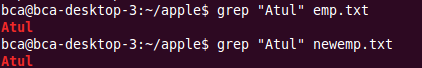 bca@bca-desktop-3:~/apple$ grep "Atul" emp.txt
Atul
bca@bca-desktop-3:~/apple$ grep "Atul" newemp.txt
Atul